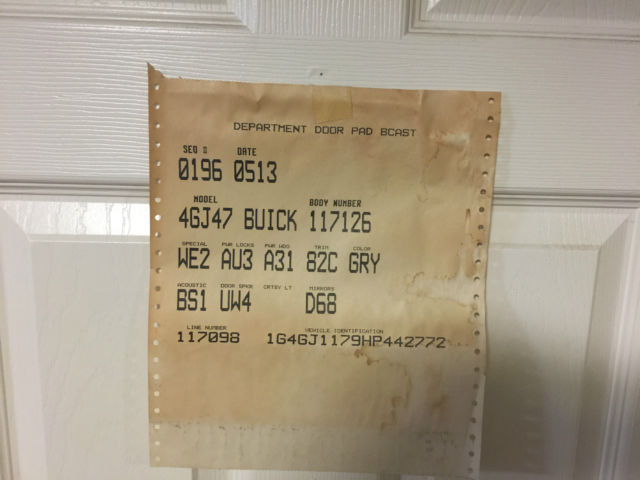 DEPARTMENT DOOR PAD BCAST
SEQ # DATE
0196 0513
MODEL BODY NUMBER
4GJ47 BUICK 117126
SPECIAL PWR LOCKS PWR WDO TRIM COLOR
WE2 AU3 A31 82C GRY
ACOUSTIC DOOR SPKR CRTSY LT MIRRORS
BS1 UW4 D68
LINE NUMBER VEHICLE IDENTIFICATION
117098 1G4GJ1179HP442772